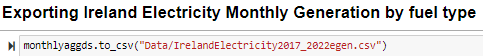 Exporting Ireland Electricity Monthly Generation by fuel type
monthlyaggds.to_csv("Data/IrelandElectricity2017_2022egen.csv")